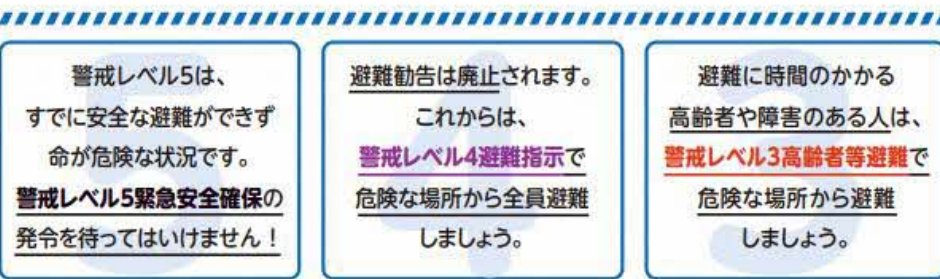 警戒レベル5は、
すでに安全な避難ができず
命が危険な状況です。
警戒レベル5緊急安全確保の
発令を待ってはいけません！
避難勧告は廃止されます。
これからは、
警戒レベル4避難指示で
危険な場所から全員避難
しましょう。
避難に時間のかかる
高齢者や障害のある人は、
警戒レベル3高齢者等避難で
危険な場所から避難
しましょう。
5
4
3